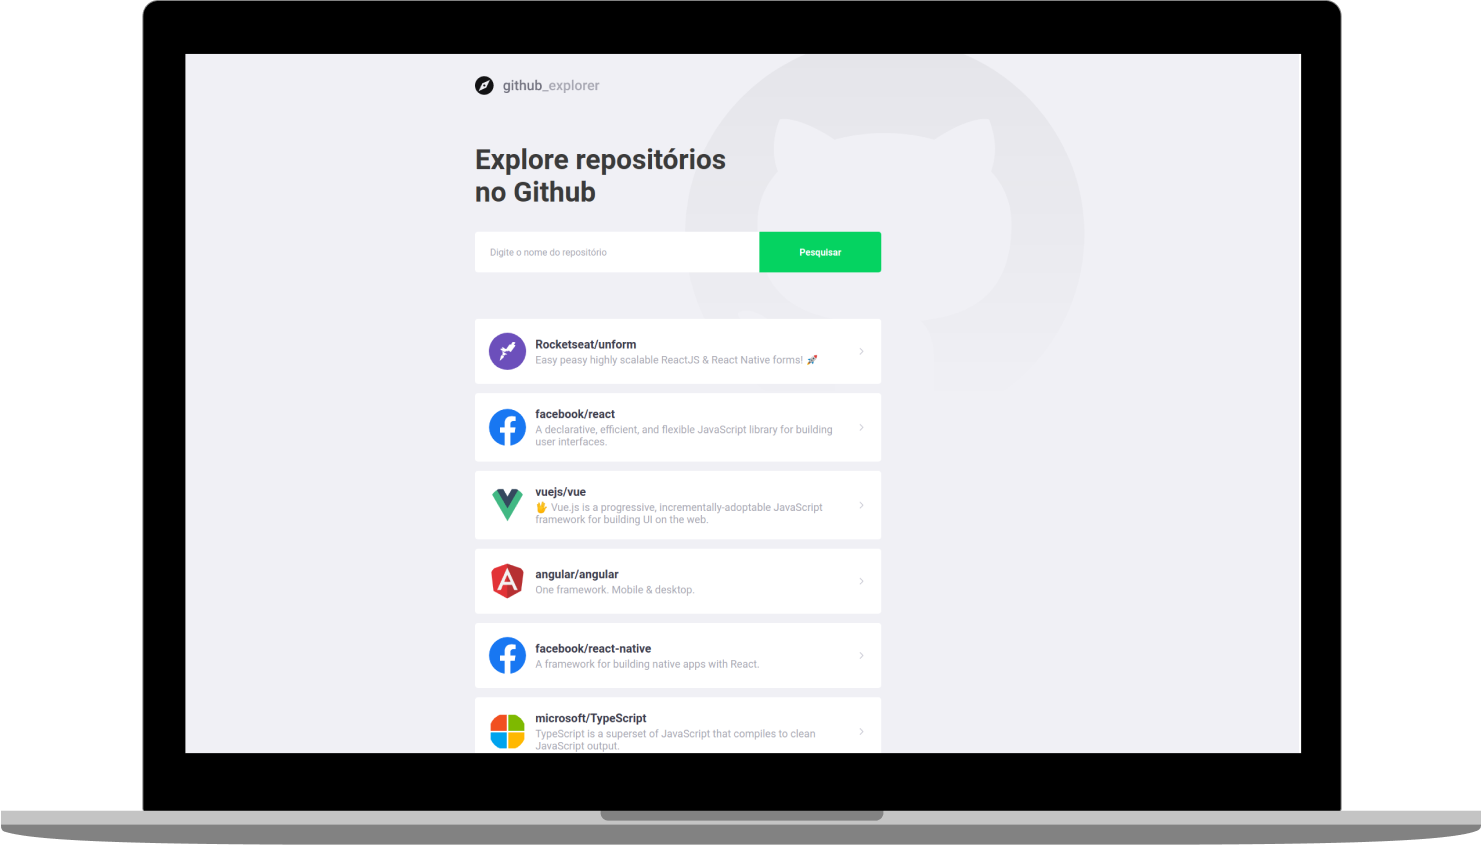 github_explorer
Explore repositórios
no Github
Digite o nome do repositório
Pesquisar
Rocketseat/unform
Easy peasy highly scalable ReactJS & React Native forms! 🚀
facebook/react
A declarative, efficient, and flexible JavaScript library for building
user interfaces.
vuejs/vue
🖖 Vue.js is a progressive, incrementally-adoptable JavaScript
framework for building UI on the web.
angular/angular
One framework. Mobile & desktop.
facebook/react-native
A framework for building native apps with React.
microsoft/TypeScript
TypeScript is a superset of JavaScript that compiles to clean
JavaScript output.